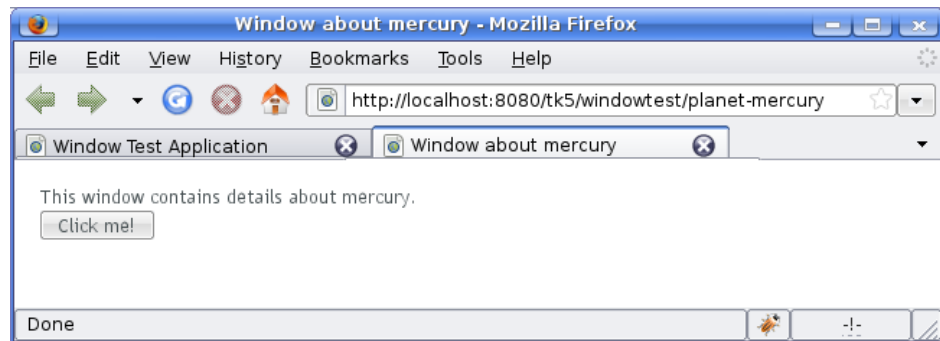 Window about mercury - Mozilla Firefox
File Edit View History Bookmarks Tools Help
http://localhost:8080/tk5/windowtest/planet-mercury
Window Test Application Window about mercury
This window contains details about mercury.
Click me!
Done -!-